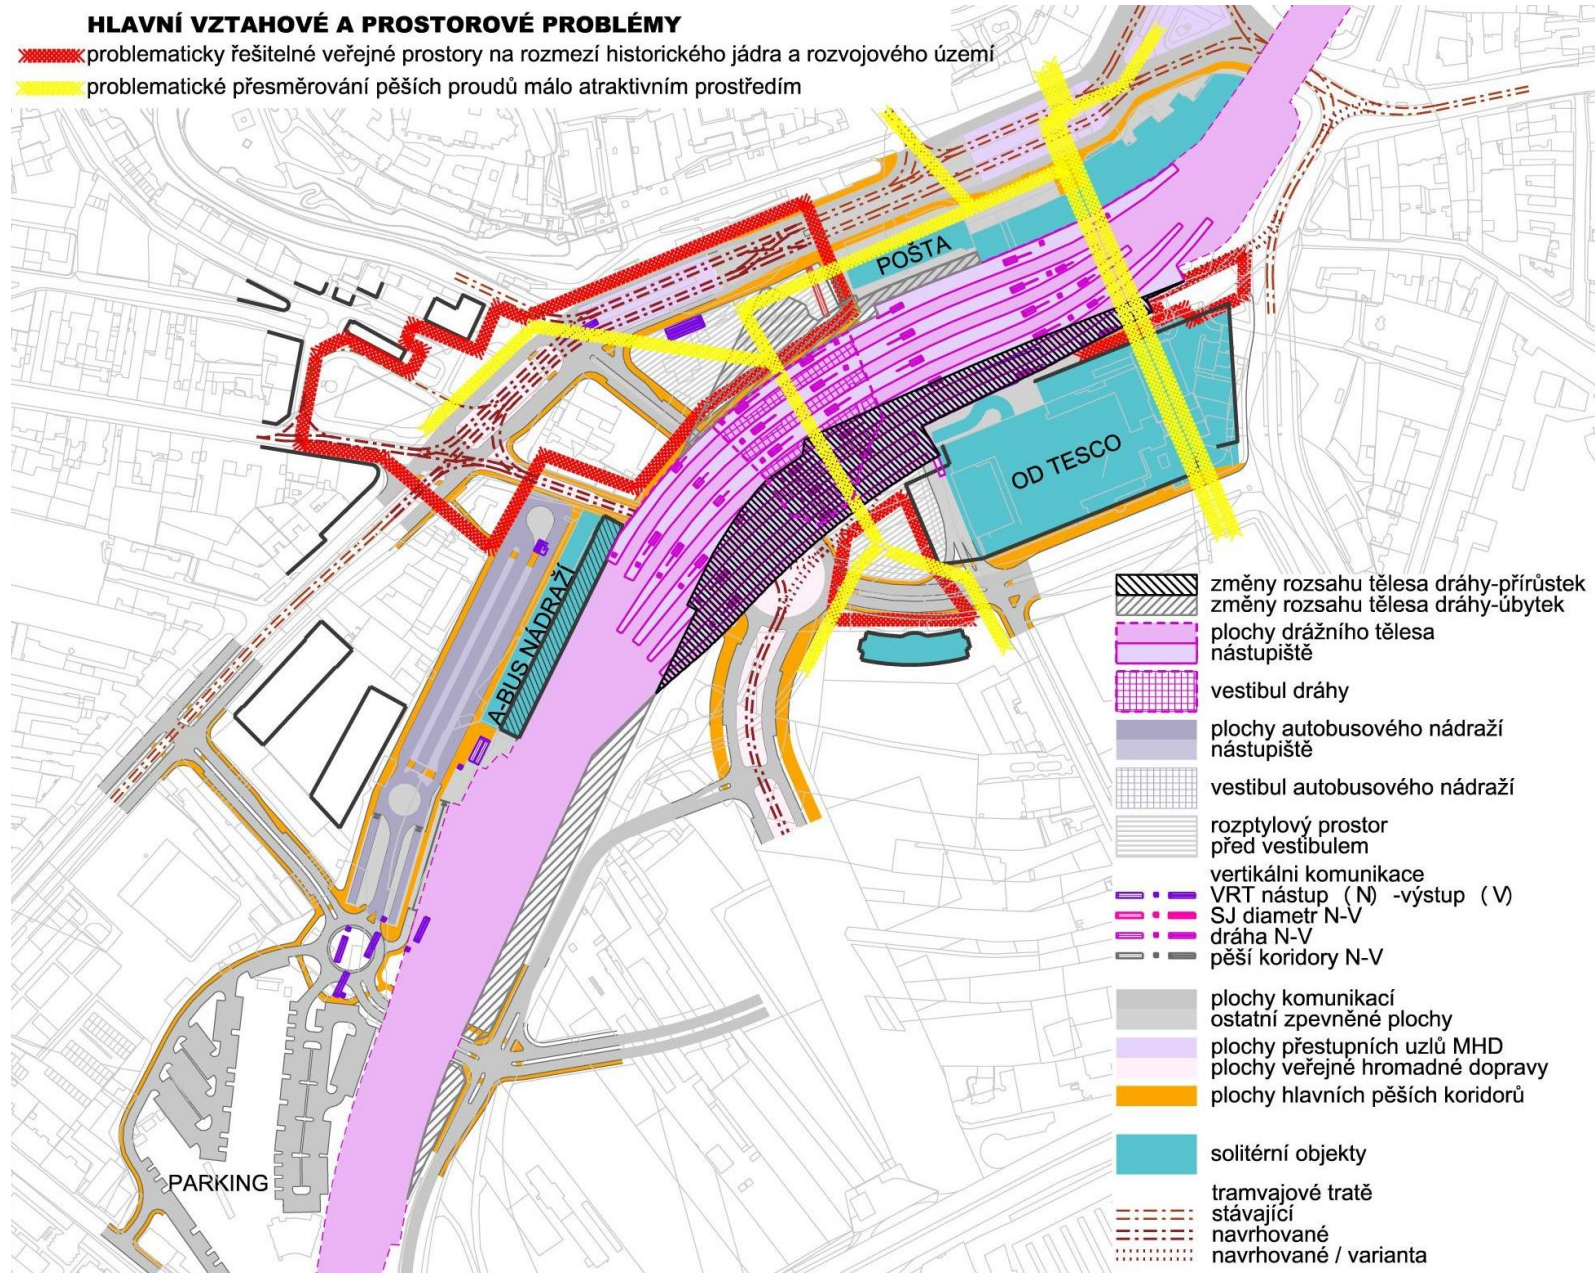 HLAVNÍ VZTAHOVÉ A PROSTOROVÉ PROBLÉMY
problematicky řešitelné veřejné prostory na rozmezí historického jádra a rozvojového území
problematické přesměrování pěších proudů málo atraktivním prostředím
POŠTA
OD TESCO
A-BUS NÁDRAŽÍ
PARKING
změny rozsahu tělesa dráhy-přírůstek
změny rozsahu tělesa dráhy-úbytek
plochy drážního tělesa
nástupiště
vestibul dráhy
plochy autobusového nádraží
nástupiště
vestibul autobusového nádraží
rozptylový prostor
před vestibulem
vertikálni komunikace
VRT nástup ( N) -výstup ( V)
SJ diametr N-V
dráha N-V
pěší koridory N-V
plochy komunikací
ostatní zpevněné plochy
plochy přestupních uzlů MHD
plochy veřejné hromadné dopravy
plochy hlavních pěších koridorů
solitérní objekty
tramvajové tratě
stávající
navrhované
navrhované / varianta